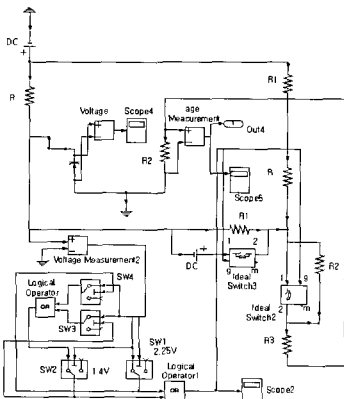 DC
+
R
Voltage
Scope4
R2
age
Measurement
1
Out4
Scope5
R1
R
R1
1 2
DC
+
g m
Ideal
Switch3
1 g
2 m
Ideal
Switch2
R2
R3
Voltage Measurement2
Logical
Operator
OR
SW4
SW3
SW1
2.25V
SW2
1.4V
Logical
Operator1
OR
Scope2